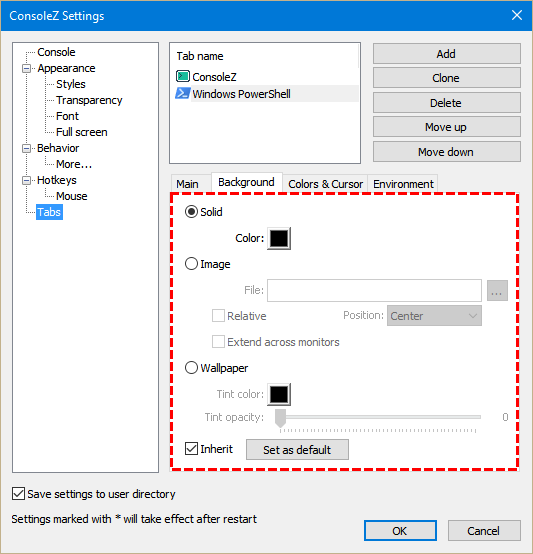 ConsoleZ Settings
Console
Appearance
Styles
Transparency
Font
Full screen
Behavior
More...
Hotkeys
Mouse
Tabs
Tab name
ConsoleZ
Windows PowerShell
Add
Clone
Delete
Move up
Move down
Main Background Colors & Cursor Environment
Solid
Color:
Image
File: ...
Relative Position: Center
Extend across monitors
Wallpaper
Tint color:
Tint opacity: 0
Inherit Set as default
Save settings to user directory
Settings marked with * will take effect after restart
OK Cancel